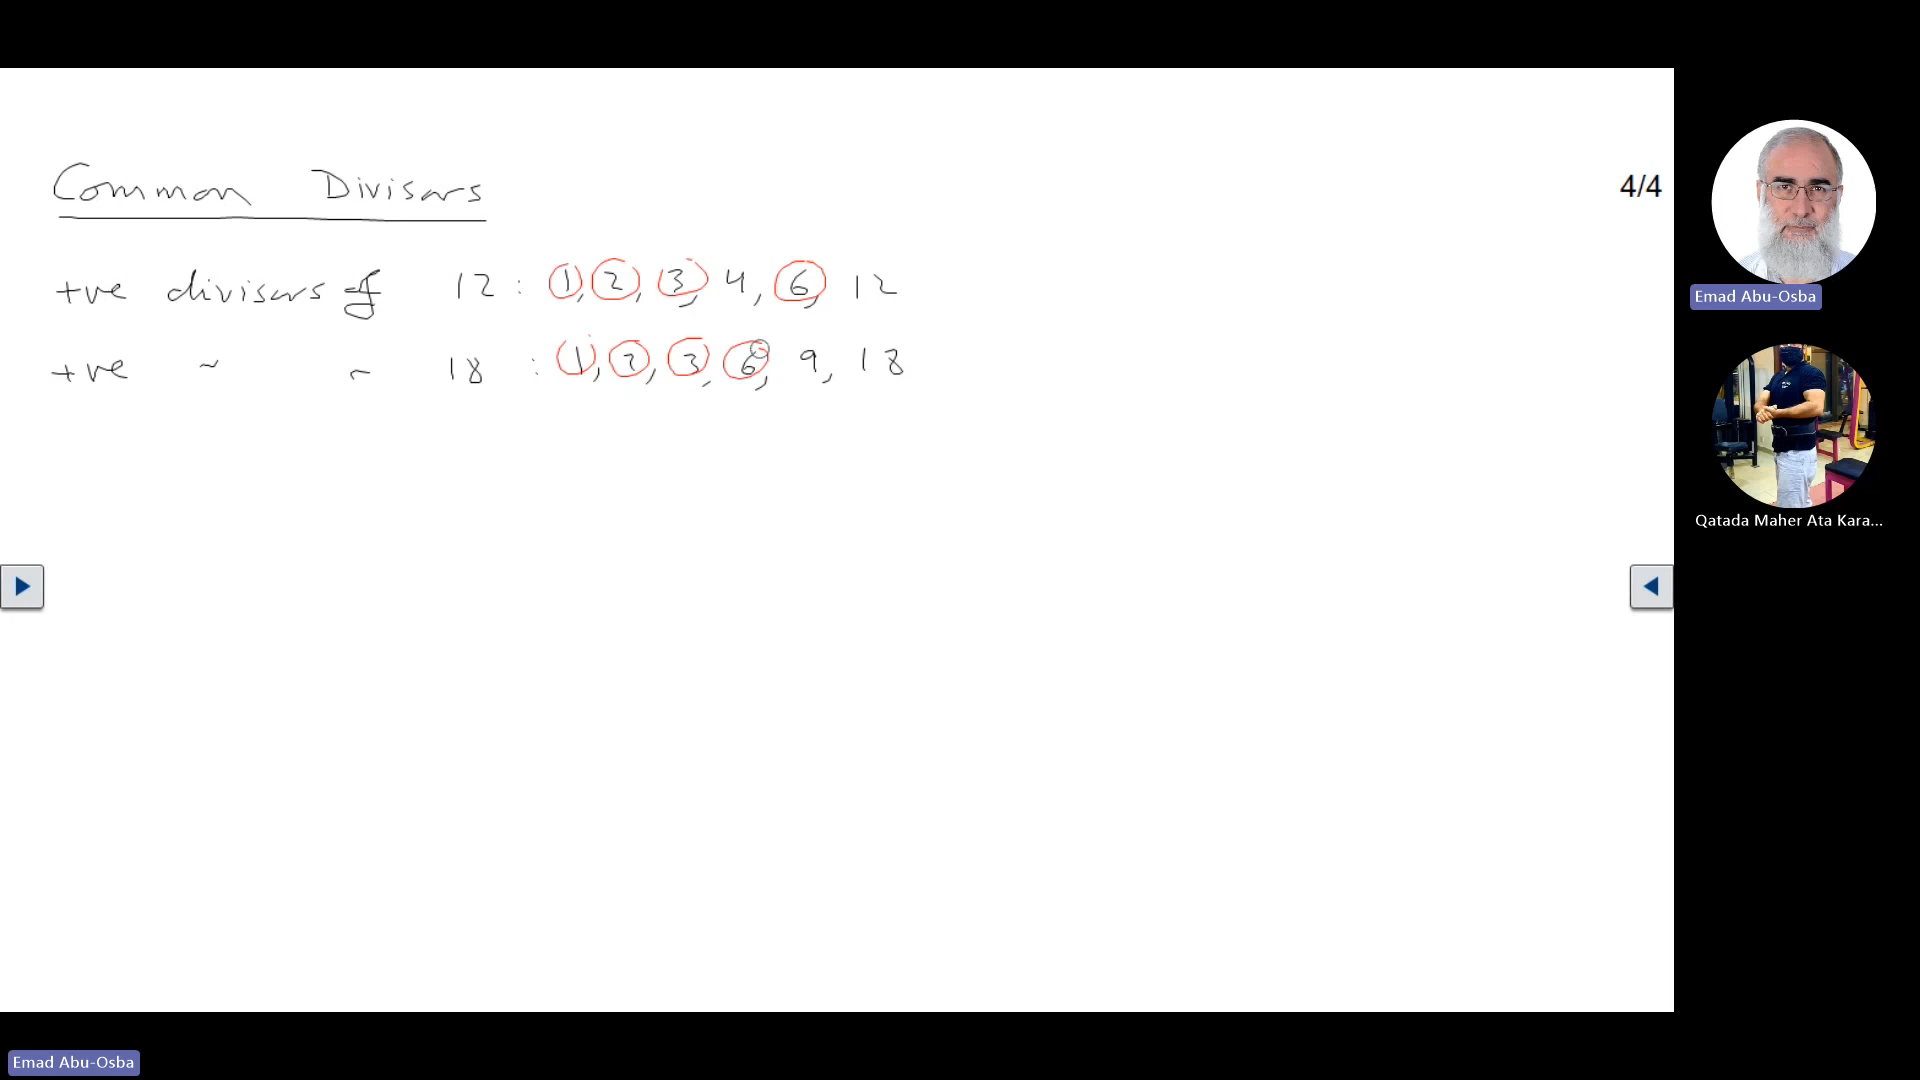 Common Divisors
4/4
+ve divisors of 12 : 1, 2, 3, 4, 6, 12
+ve ~ ~ 18 : 1, 2, 3, 6, 9, 18
Emad Abu-Osba
Qatada Maher Ata Kara...
Emad Abu-Osba